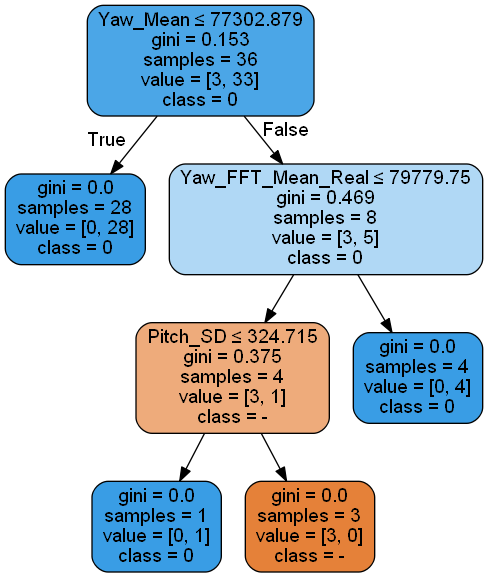 Yaw_Mean ≤ 77302.879
gini = 0.153
samples = 36
value = [3, 33]
class = 0
True
False
gini = 0.0
samples = 28
value = [0, 28]
class = 0
Yaw_FFT_Mean_Real ≤ 79779.75
gini = 0.469
samples = 8
value = [3, 5]
class = 0
Pitch_SD ≤ 324.715
gini = 0.375
samples = 4
value = [3, 1]
class = -
gini = 0.0
samples = 4
value = [0, 4]
class = 0
gini = 0.0
samples = 1
value = [0, 1]
class = 0
gini = 0.0
samples = 3
value = [3, 0]
class = -